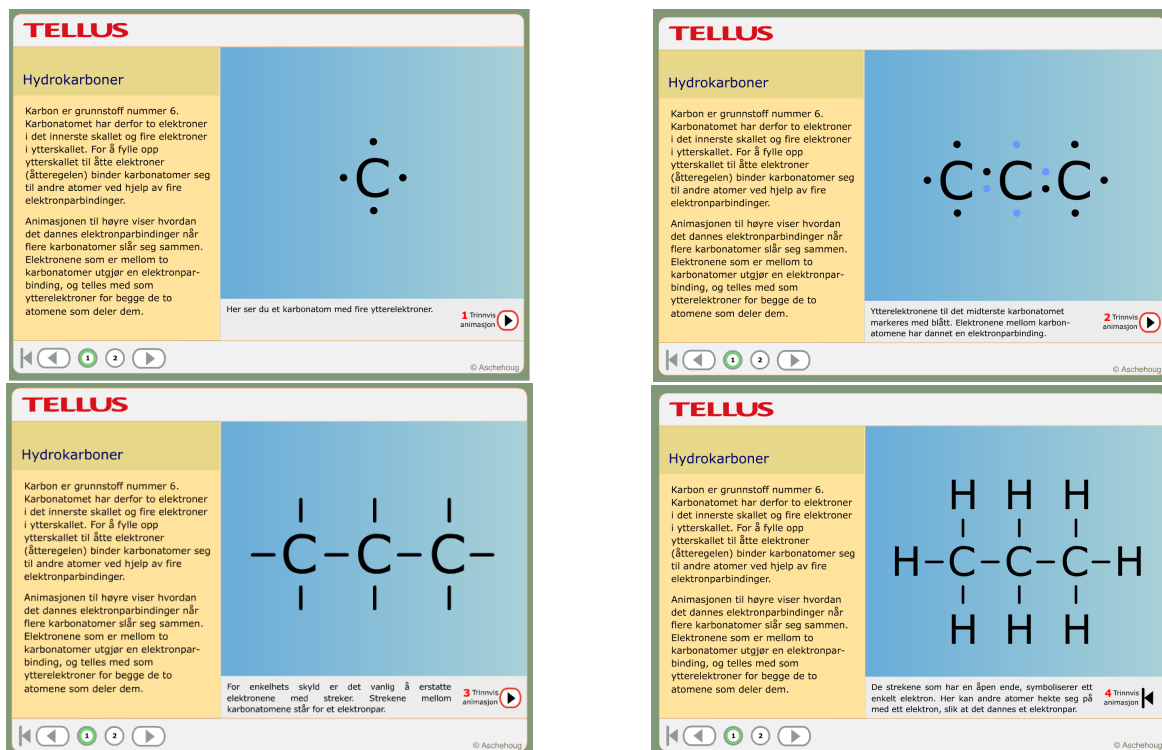 TELLUS
Hydrokarboner
Karbon er grunnstoff nummer 6.
Karbonatomet har derfor to elektroner
i det innerste skallet og fire elektroner
i ytterskallet. For å fylle opp
ytterskallet til åtte elektroner
(åtteregelen) binder karbonatomer seg
til andre atomer ved hjelp av fire
elektronparbindinger.
Animasjonen til høyre viser hvordan
det dannes elektronparbindinger når
flere karbonatomer slår seg sammen.
Elektronene som er mellom to
karbonatomer utgjør en elektronpar-
binding, og telles med som
ytterelektroner for begge de to
atomene som deler dem.
C
Her ser du et karbonatom med fire ytterelektroner.
1 Trinnvis
animasjon
1 2
© Aschehoug
TELLUS
Hydrokarboner
Karbon er grunnstoff nummer 6.
Karbonatomet har derfor to elektroner
i det innerste skallet og fire elektroner
i ytterskallet. For å fylle opp
ytterskallet til åtte elektroner
(åtteregelen) binder karbonatomer seg
til andre atomer ved hjelp av fire
elektronparbindinger.
Animasjonen til høyre viser hvordan
det dannes elektronparbindinger når
flere karbonatomer slår seg sammen.
Elektronene som er mellom to
karbonatomer utgjør en elektronpar-
binding, og telles med som
ytterelektroner for begge de to
atomene som deler dem.
C C C
Ytterelektronene til det midterste karbonatomet
markeres med blått. Elektronene mellom karbon-
atomene har dannet en elektronparbinding.
2 Trinnvis
animasjon
1 2
© Aschehoug
TELLUS
Hydrokarboner
Karbon er grunnstoff nummer 6.
Karbonatomet har derfor to elektroner
i det innerste skallet og fire elektroner
i ytterskallet. For å fylle opp
ytterskallet til åtte elektroner
(åtteregelen) binder karbonatomer seg
til andre atomer ved hjelp av fire
elektronparbindinger.
Animasjonen til høyre viser hvordan
det dannes elektronparbindinger når
flere karbonatomer slår seg sammen.
Elektronene som er mellom to
karbonatomer utgjør en elektronpar-
binding, og telles med som
ytterelektroner for begge de to
atomene som deler dem.
–C–C–C–
For enkelhets skyld er det vanlig å erstatte
elektronene med streker. Strekene mellom
karbonatomene står for et elektronpar.
3 Trinnvis
animasjon
1 2
© Aschehoug
TELLUS
Hydrokarboner
Karbon er grunnstoff nummer 6.
Karbonatomet har derfor to elektroner
i det innerste skallet og fire elektroner
i ytterskallet. For å fylle opp
ytterskallet til åtte elektroner
(åtteregelen) binder karbonatomer seg
til andre atomer ved hjelp av fire
elektronparbindinger.
Animasjonen til høyre viser hvordan
det dannes elektronparbindinger når
flere karbonatomer slår seg sammen.
Elektronene som er mellom to
karbonatomer utgjør en elektronpar-
binding, og telles med som
ytterelektroner for begge de to
atomene som deler dem.
H H H
H–C–C–C–H
H H H
De strekene som har en åpen ende, symboliserer ett
enkelt elektron. Her kan andre atomer hekte seg på
med ett elektron, slik at det dannes et elektronpar.
4 Trinnvis
animasjon
1 2
© Aschehoug